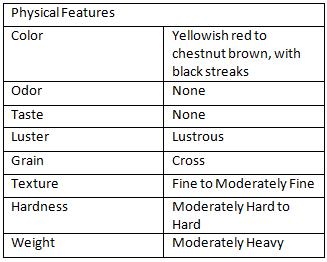 Physical Features
Color Yellowish red to
chestnut brown, with
black streaks
Odor None
Taste None
Luster Lustrous
Grain Cross
Texture Fine to Moderately Fine
Hardness Moderately Hard to
Hard
Weight Moderately Heavy